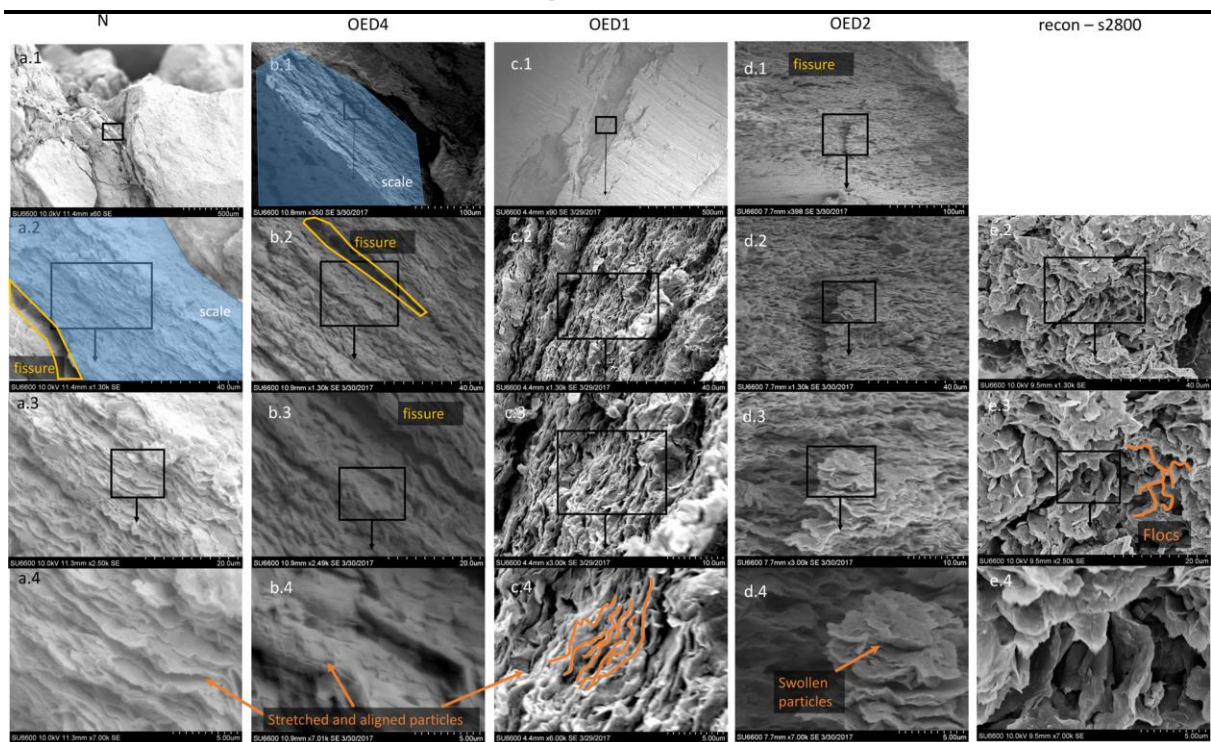 N OED4 OED1 OED2 recon – s2800
a.1
SU6600 10.0kV 11.4mm x60 SE 500um
b.1
scale
SU6600 10.8mm x350 SE 3/30/2017 100um
c.1
SU6600 4.4mm x90 SE 3/29/2017 500um
d.1
fissure
SU6600 7.7mm x398 SE 3/30/2017 100um
a.2
scale
fissure
SU6600 10.0kV 11.4mm x1.30k SE 40.0um
b.2
fissure
SU6600 10.9mm x1.30k SE 3/30/2017 40.0um
c.2
SU6600 4.4mm x1.30k SE 3/29/2017 40.0um
d.2
SU6600 7.7mm x1.30k SE 3/30/2017 40.0um
e.2
SU6600 10.0kV 9.5mm x1.30k SE 40.0um
a.3
SU6600 10.0kV 11.3mm x2.50k SE 20.0um
b.3
fissure
SU6600 10.9mm x2.49k SE 3/30/2017 20.0um
c.3
SU6600 4.4mm x3.00k SE 3/29/2017 10.0um
d.3
SU6600 7.7mm x3.00k SE 3/30/2017 10.0um
e.3
Flocs
SU6600 10.0kV 9.5mm x2.50k SE 20.0um
a.4
SU6600 10.0kV 11.3mm x7.00k SE 5.00um
b.4
Stretched and aligned particles
SU6600 10.9mm x7.01k SE 3/30/2017 5.00um
c.4
SU6600 4.4mm x6.00k SE 3/29/2017 5.00um
d.4
Swollen
particles
SU6600 7.7mm x7.00k SE 3/30/2017 5.00um
e.4
SU6600 10.0kV 9.5mm x7.00k SE 5.00um